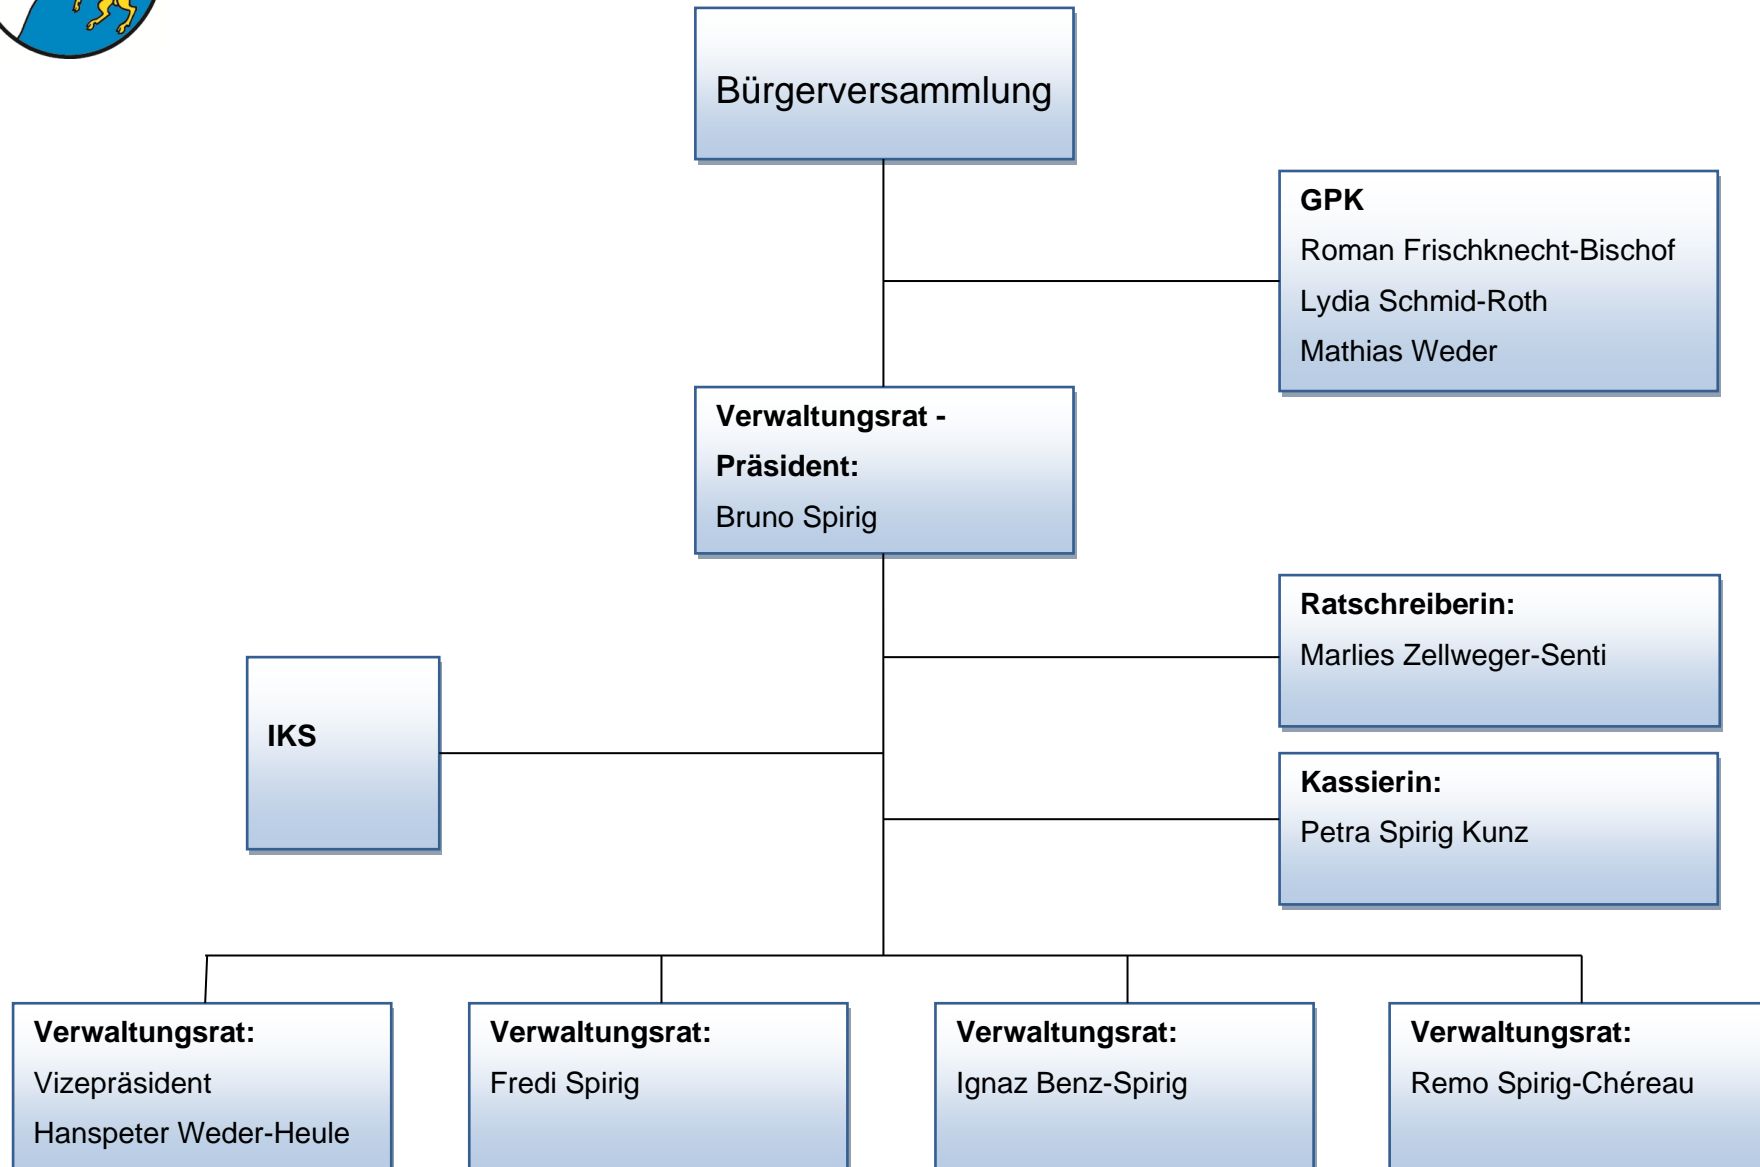 Bürgerversammlung
GPK
Roman Frischknecht-Bischof
Lydia Schmid-Roth
Mathias Weder
Verwaltungsrat -
Präsident:
Bruno Spirig
Ratschreiberin:
Marlies Zellweger-Senti
IKS
Kassierin:
Petra Spirig Kunz
Verwaltungsrat:
Vizepräsident
Hanspeter Weder-Heule
Verwaltungsrat:
Fredi Spirig
Verwaltungsrat:
Ignaz Benz-Spirig
Verwaltungsrat:
Remo Spirig-Chéreau